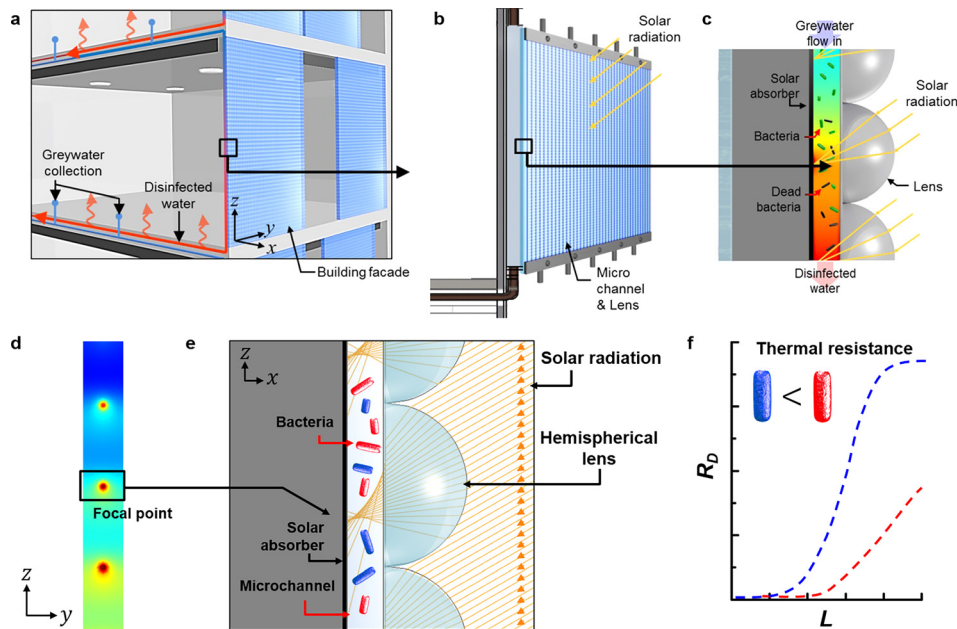 a
Greywater
collection
Disinfected
water
z
y
x
Building facade
b
Solar
radiation
Micro
channel
& Lens
c
Greywater
flow in
Solar
absorber
Solar
radiation
Bacteria
Lens
Dead
bacteria
Disinfected
water
d
Focal point
z
y
e
z
x
Solar radiation
Bacteria
Hemispherical
lens
Solar
absorber
Microchannel
f
Thermal resistance
<
R_D
L